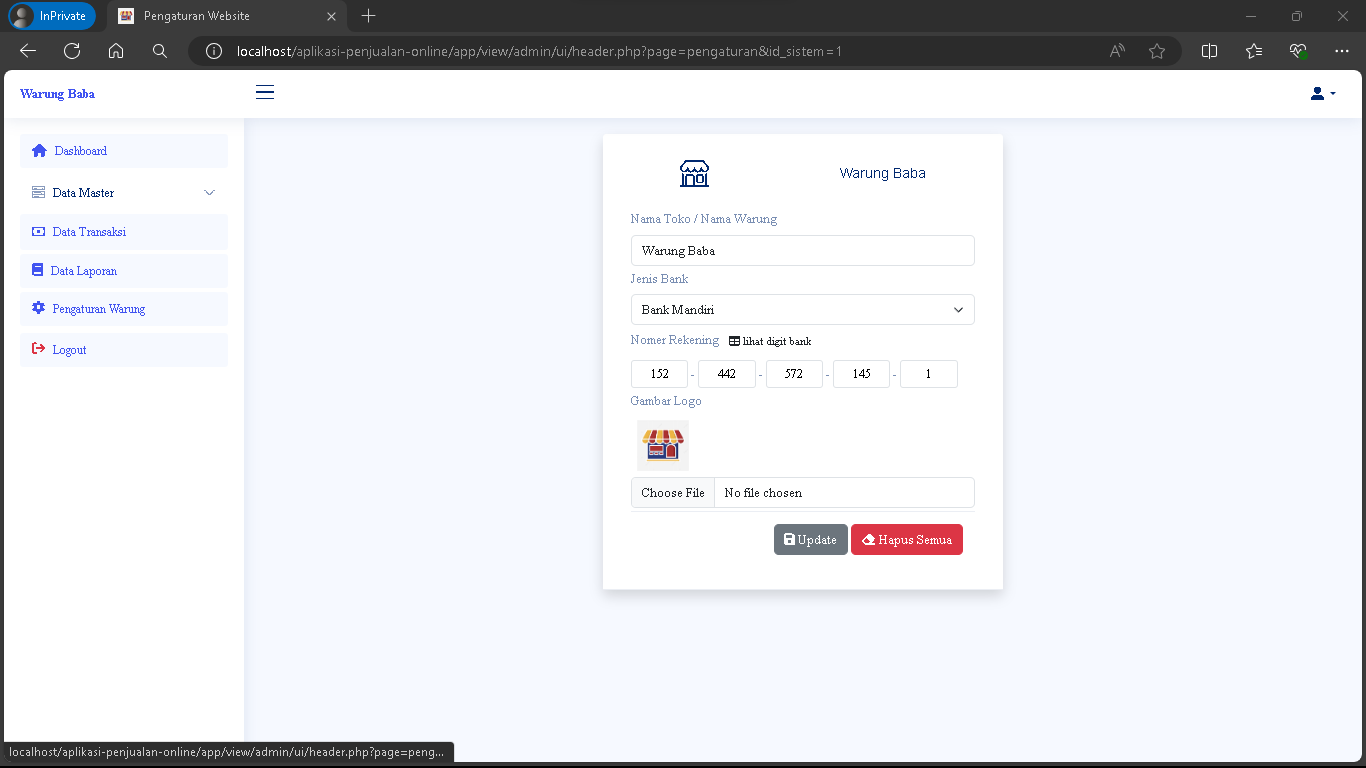 InPrivate
Pengaturan Website
localhost/aplikasi-penjualan-online/app/view/admin/ui/header.php?page=pengaturan&id_sistem=1
Warung Baba
Dashboard
Data Master
Data Transaksi
Data Laporan
Pengaturan Warung
Logout
Warung Baba
Nama Toko / Nama Warung
Warung Baba
Jenis Bank
Bank Mandiri
Nomer Rekening lihat digit bank
152 - 442 - 572 - 145 - 1
Gambar Logo
Choose File No file chosen
Update Hapus Semua
localhost/aplikasi-penjualan-online/app/view/admin/ui/header.php?page=peng...